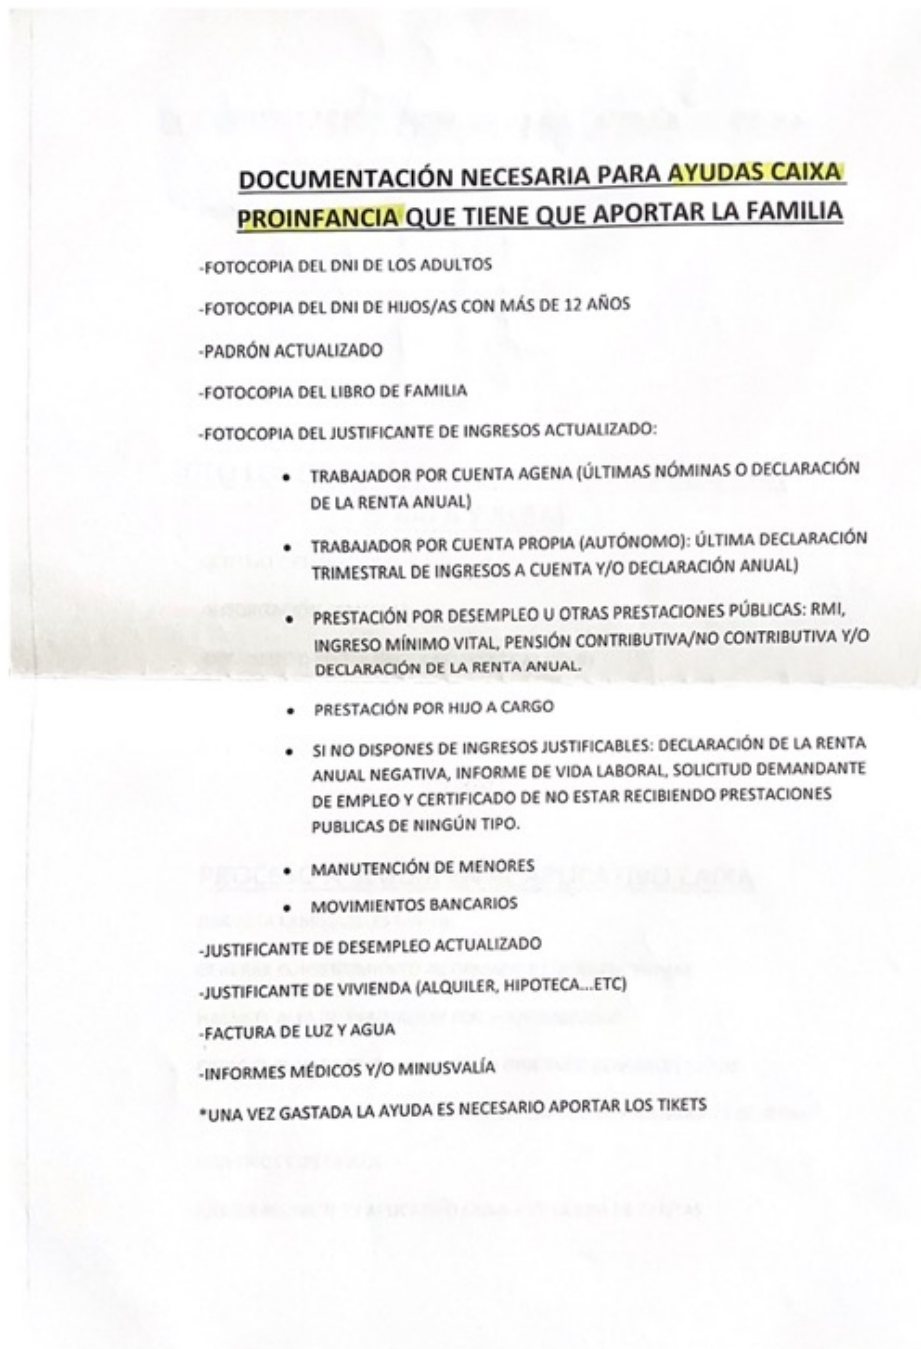 DOCUMENTACIÓN NECESARIA PARA AYUDAS CAIXA
PROINFANCIA QUE TIENE QUE APORTAR LA FAMILIA
-FOTOCOPIA DEL DNI DE LOS ADULTOS
-FOTOCOPIA DEL DNI DE HIJOS/AS CON MÁS DE 12 AÑOS
-PADRÓN ACTUALIZADO
-FOTOCOPIA DEL LIBRO DE FAMILIA
-FOTOCOPIA DEL JUSTIFICANTE DE INGRESOS ACTUALIZADO:
• TRABAJADOR POR CUENTA AGENA (ÚLTIMAS NÓMINAS O DECLARACIÓN
DE LA RENTA ANUAL)
• TRABAJADOR POR CUENTA PROPIA (AUTÓNOMO): ÚLTIMA DECLARACIÓN
TRIMESTRAL DE INGRESOS A CUENTA Y/O DECLARACIÓN ANUAL)
• PRESTACIÓN POR DESEMPLEO U OTRAS PRESTACIONES PÚBLICAS: RMI,
INGRESO MÍNIMO VITAL, PENSIÓN CONTRIBUTIVA/NO CONTRIBUTIVA Y/O
DECLARACIÓN DE LA RENTA ANUAL.
• PRESTACIÓN POR HIJO A CARGO
• SI NO DISPONES DE INGRESOS JUSTIFICABLES: DECLARACIÓN DE LA RENTA
ANUAL NEGATIVA, INFORME DE VIDA LABORAL, SOLICITUD DEMANDANTE
DE EMPLEO Y CERTIFICADO DE NO ESTAR RECIBIENDO PRESTACIONES
PUBLICAS DE NINGÚN TIPO.
• MANUTENCIÓN DE MENORES
• MOVIMIENTOS BANCARIOS
-JUSTIFICANTE DE DESEMPLEO ACTUALIZADO
-JUSTIFICANTE DE VIVIENDA (ALQUILER, HIPOTECA...ETC)
-FACTURA DE LUZ Y AGUA
-INFORMES MÉDICOS Y/O MINUSVALÍA
*UNA VEZ GASTADA LA AYUDA ES NECESARIO APORTAR LOS TIKETS